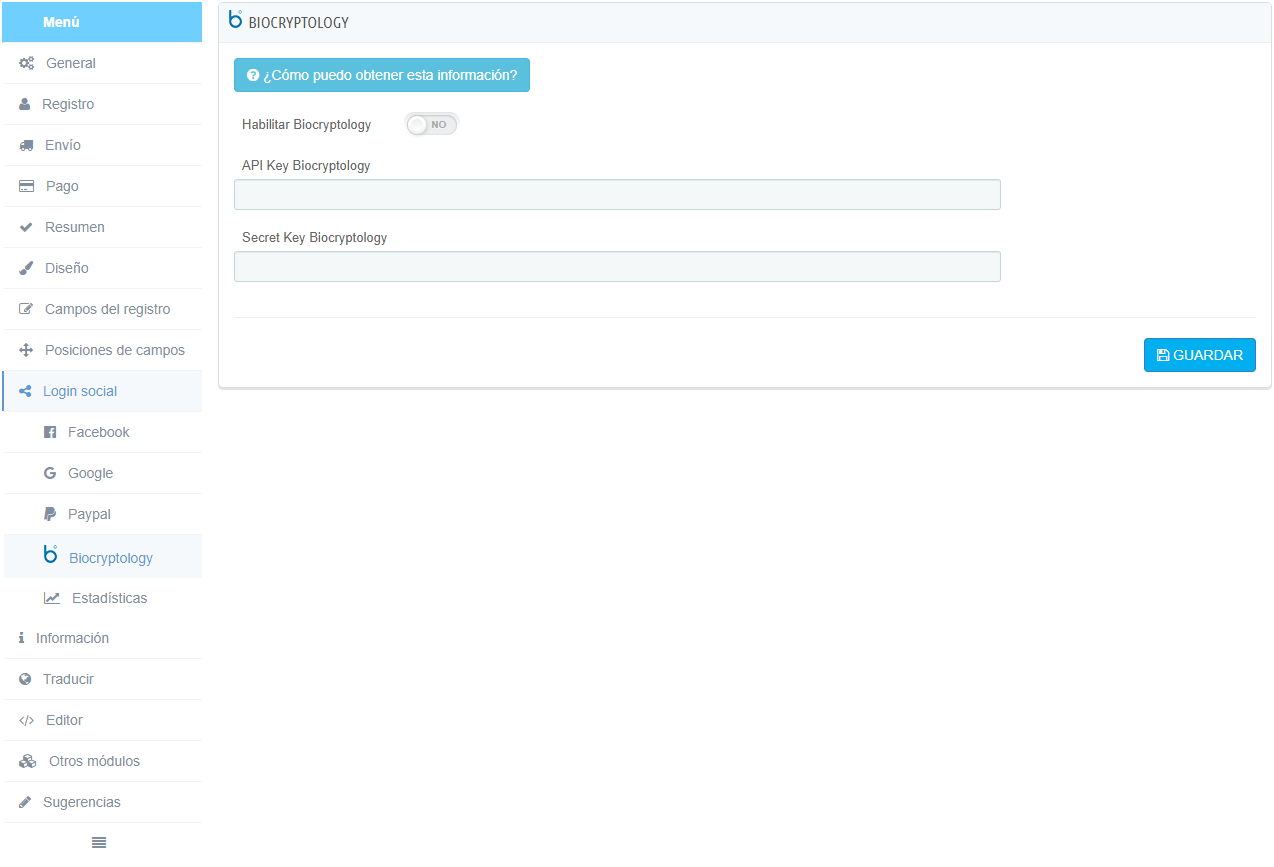 Menú
General
Registro
Envío
Pago
Resumen
Diseño
Campos del registro
Posiciones de campos
Login social
Facebook
Google
Paypal
Biocryptology
Estadísticas
Información
Traducir
Editor
Otros módulos
Sugerencias
BIOCRYPTOLOGY
¿Cómo puedo obtener esta información?
Habilitar Biocryptology NO
API Key Biocryptology
Secret Key Biocryptology
GUARDAR